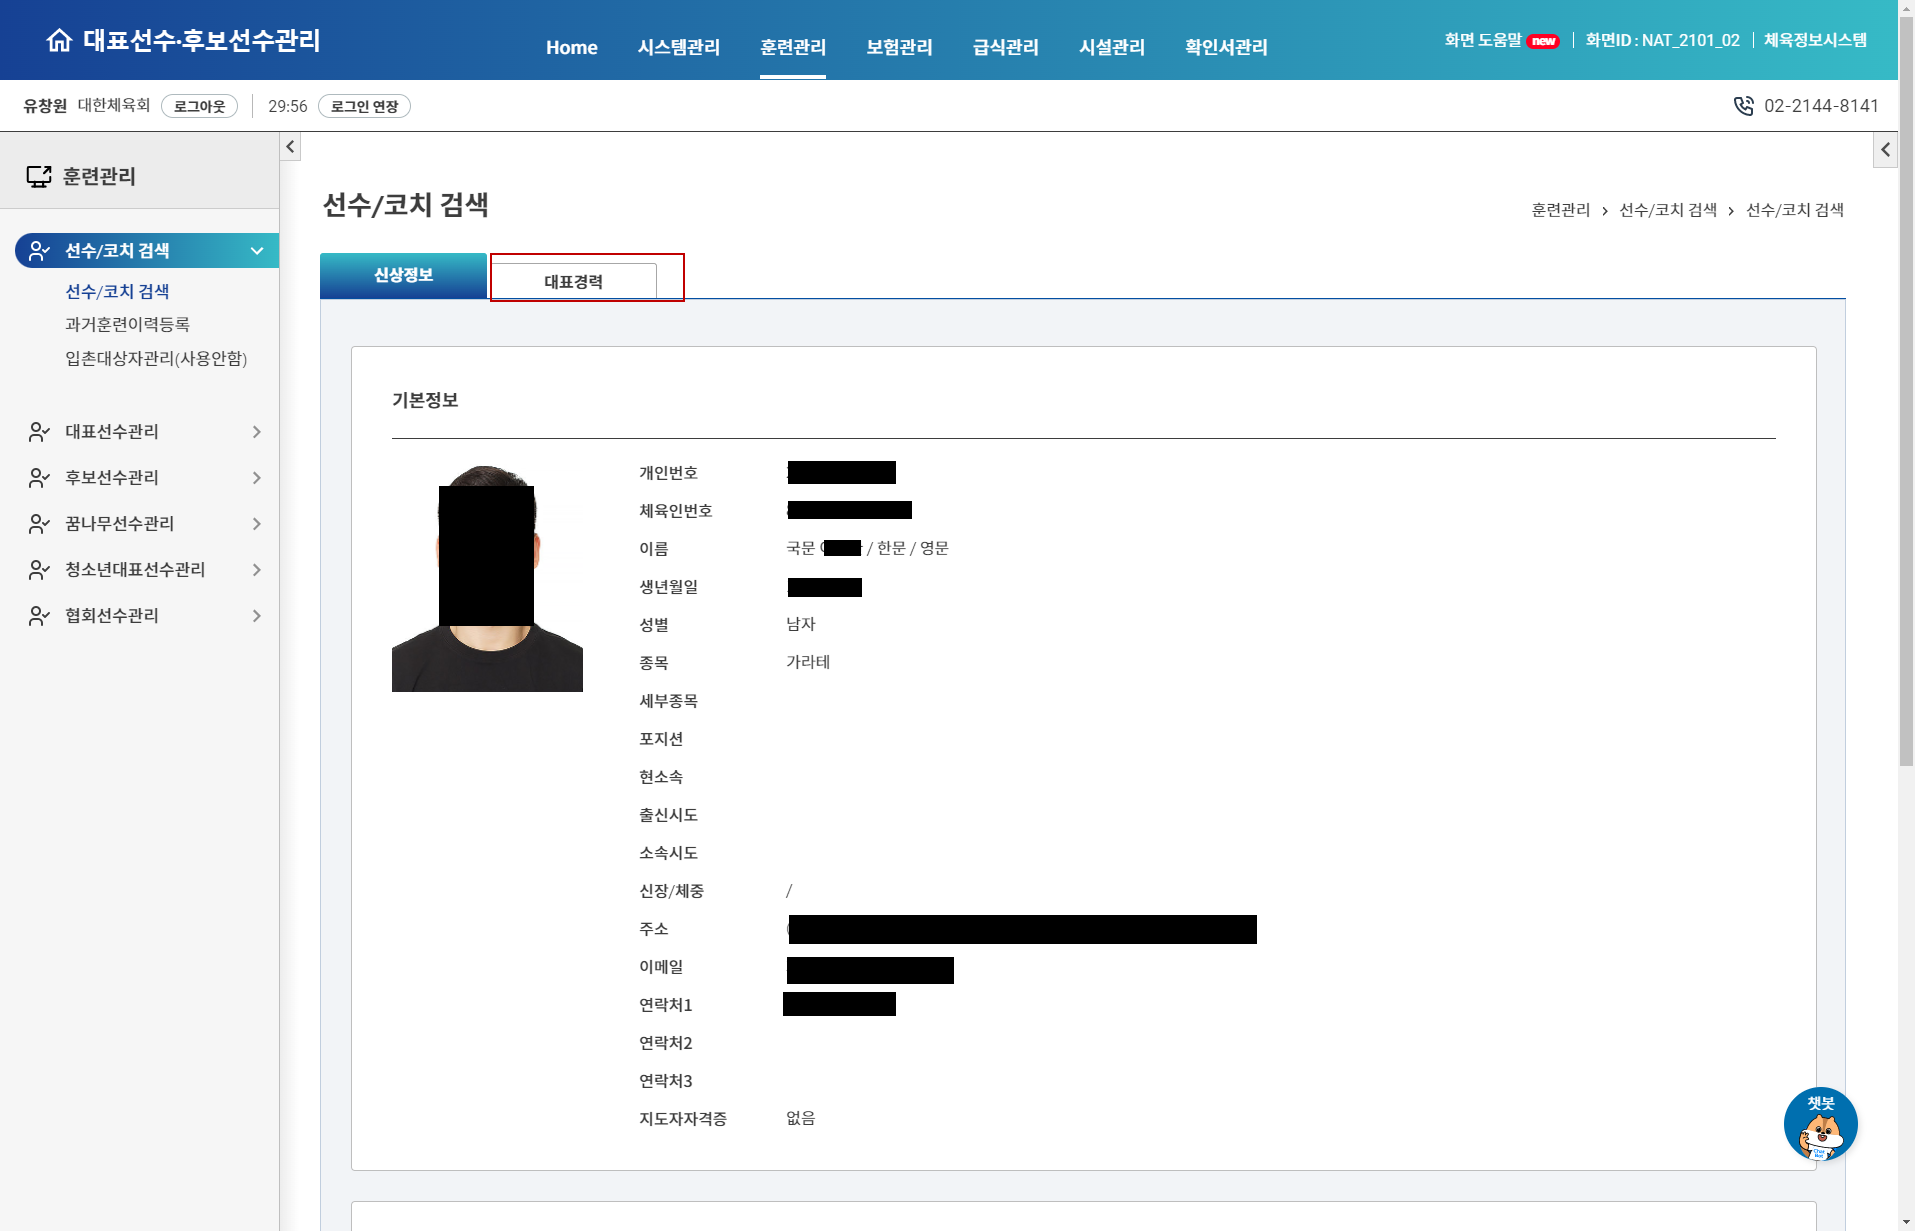 대표선수·후보선수관리
Home 시스템관리 훈련관리 보험관리 급식관리 시설관리 확인서관리
화면 도움말 new 화면ID : NAT_2101_02 체육정보시스템
유창원 대한체육회 로그아웃 29:56 로그인 연장
02-2144-8141
훈련관리
선수/코치 검색
선수/코치 검색
과거훈련이력등록
입촌대상자관리(사용안함)
대표선수관리
후보선수관리
꿈나무선수관리
청소년대표선수관리
협회선수관리
선수/코치 검색
훈련관리 > 선수/코치 검색 > 선수/코치 검색
신상정보 대표경력
기본정보
개인번호
체육인번호
이름 국문 / 한문 / 영문
생년월일
성별 남자
종목 가라테
세부종목
포지션
현소속
출신시도
소속시도
신장/체중 /
주소
이메일
연락처1
연락처2
연락처3
지도자자격증 없음
챗봇